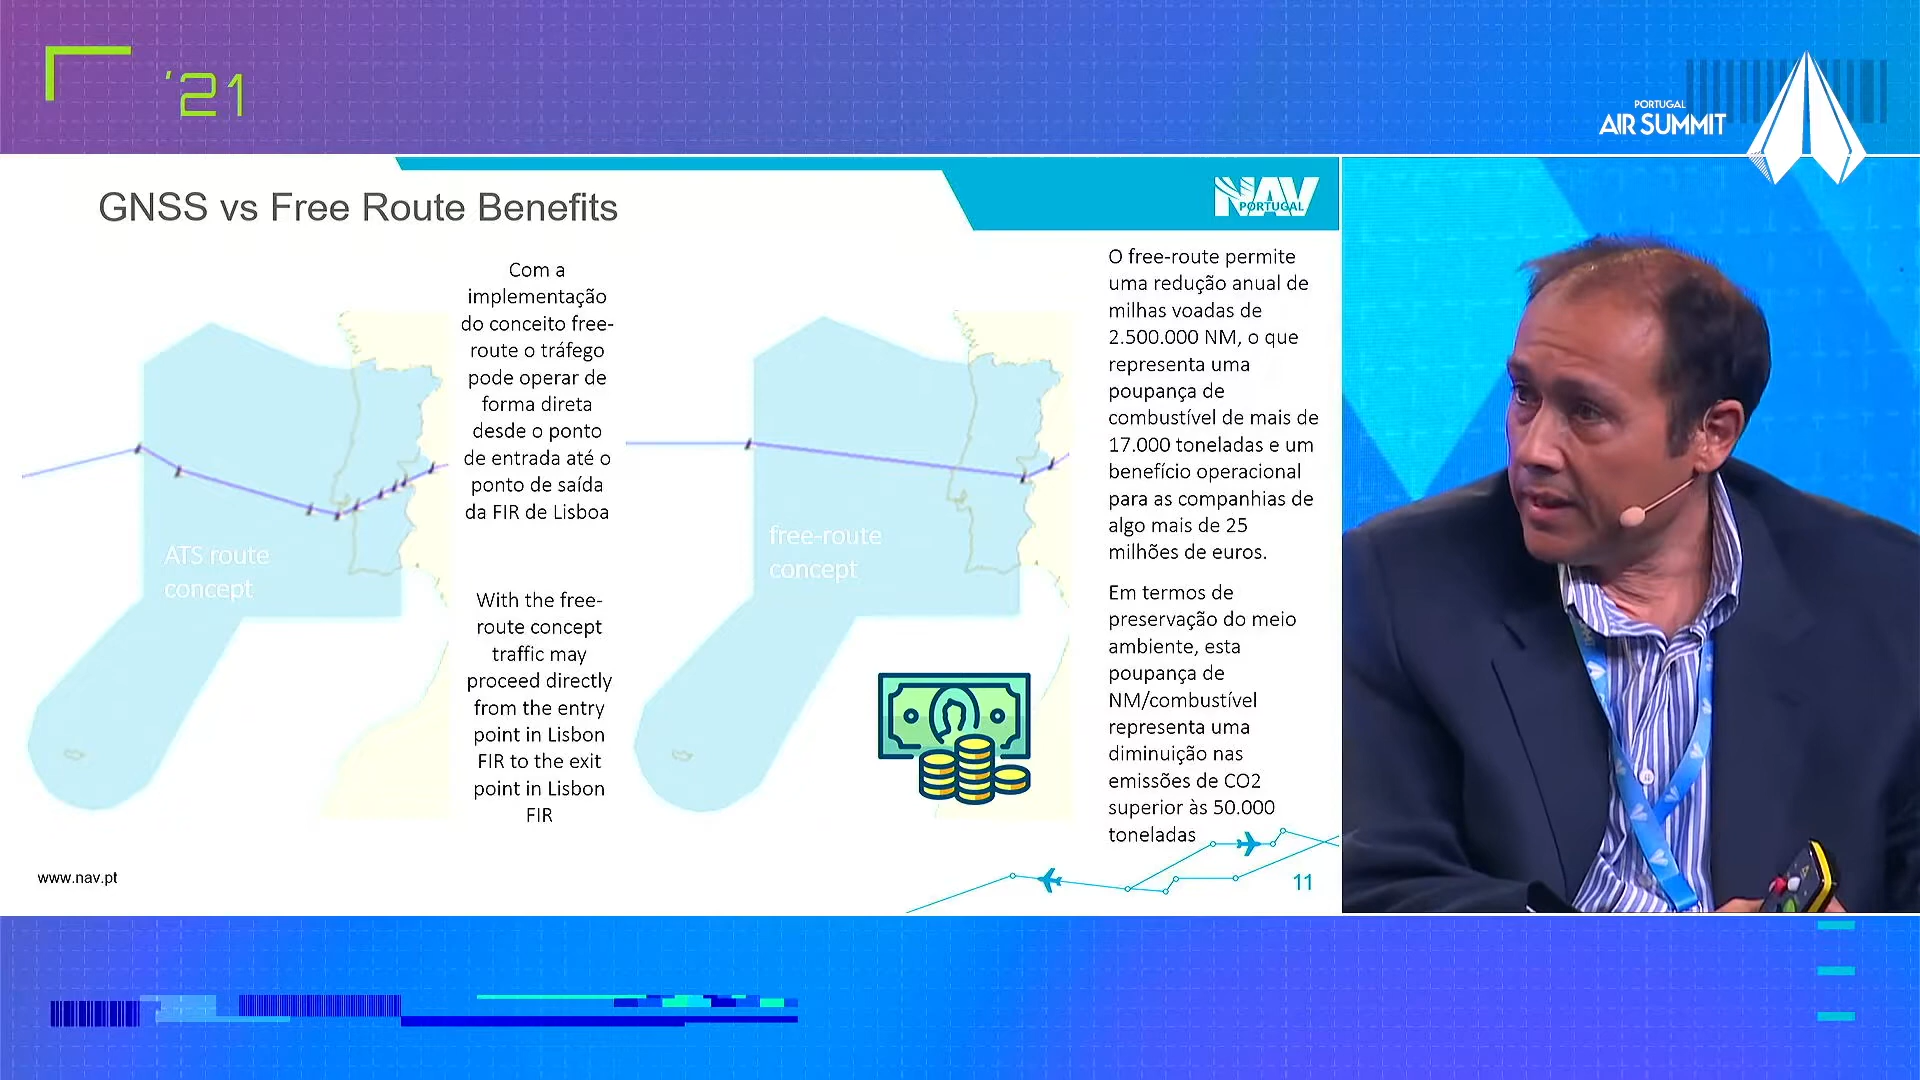 '21
PORTUGAL
AIR SUMMIT
GNSS vs Free Route Benefits
NAV
PORTUGAL
Com a
implementação
do conceito free-
route o tráfego
pode operar de
forma direta
desde o ponto
de entrada até o
ponto de saída
da FIR de Lisboa
With the free-
route concept
traffic may
proceed directly
from the entry
point in Lisbon
FIR to the exit
point in Lisbon
FIR
ATS route
concept
free-route
concept
O free-route permite
uma redução anual de
milhas voadas de
2.500.000 NM, o que
representa uma
poupança de
combustível de mais de
17.000 toneladas e um
benefício operacional
para as companhias de
algo mais de 25
milhões de euros.
Em termos de
preservação do meio
ambiente, esta
poupança de
NM/combustível
representa uma
diminuição nas
emissões de CO2
superior às 50.000
toneladas
www.nav.pt
11